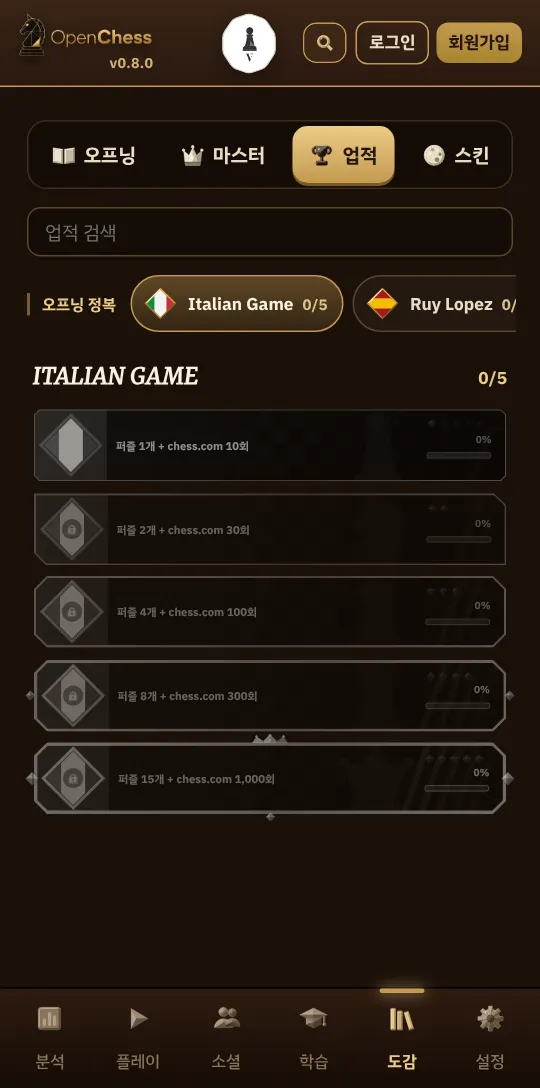 OpenChess
v0.8.0
V
로그인
회원가입
오프닝
마스터
업적
스킨
업적 검색
오프닝 정복
Italian Game 0/5
Ruy Lopez 0/
ITALIAN GAME
0/5
퍼즐 1개 + chess.com 10회
0%
퍼즐 2개 + chess.com 30회
0%
퍼즐 4개 + chess.com 100회
0%
퍼즐 8개 + chess.com 300회
0%
퍼즐 15개 + chess.com 1,000회
0%
분석
플레이
소셜
학습
도감
설정